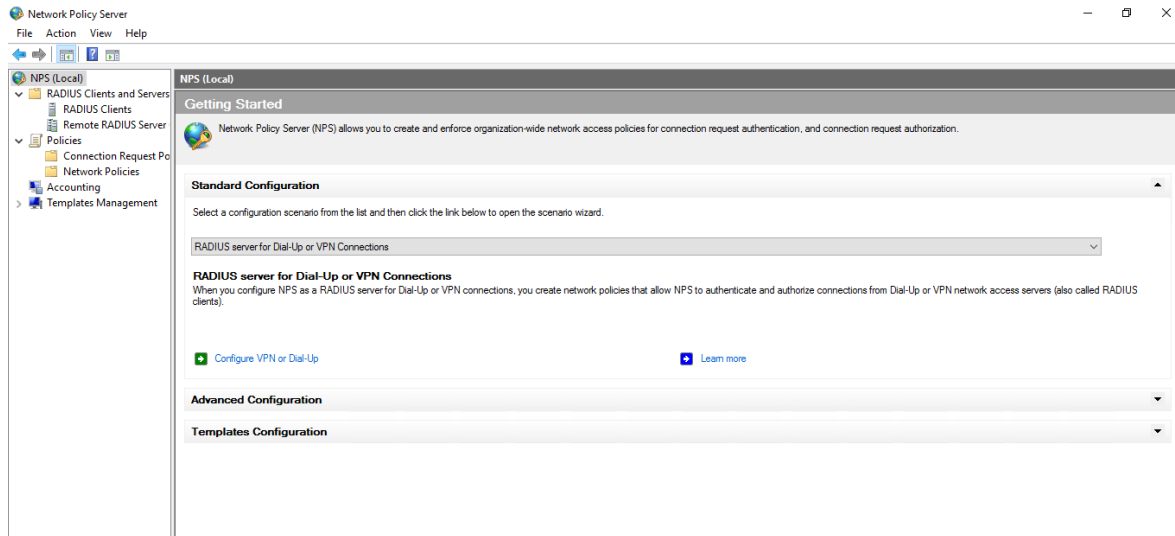 Network Policy Server
File Action View Help
NPS (Local)
RADIUS Clients and Servers
RADIUS Clients
Remote RADIUS Server
Policies
Connection Request Po
Network Policies
Accounting
Templates Management
NPS (Local)
Getting Started
Network Policy Server (NPS) allows you to create and enforce organization-wide network access policies for connection request authentication, and connection request authorization.
Standard Configuration
Select a configuration scenario from the list and then click the link below to open the scenario wizard.
RADIUS server for Dial-Up or VPN Connections
RADIUS server for Dial-Up or VPN Connections
When you configure NPS as a RADIUS server for Dial-Up or VPN connections, you create network policies that allow NPS to authenticate and authorize connections from Dial-Up or VPN network access servers (also called RADIUS
clients).
Configure VPN or Dial-Up
Learn more
Advanced Configuration
Templates Configuration